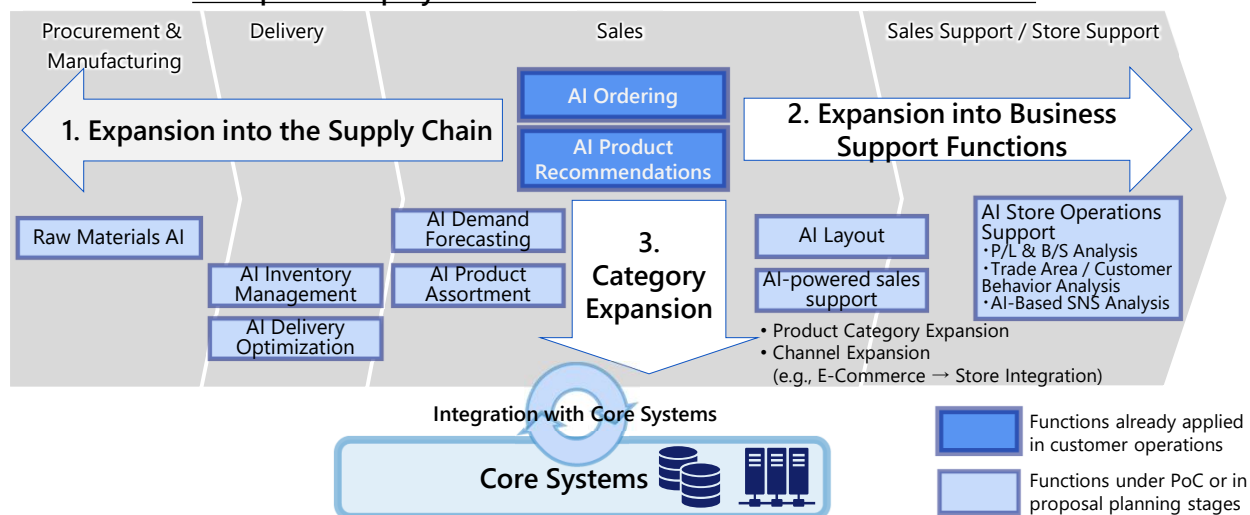 Procurement &
Manufacturing
Delivery
Sales
Sales Support / Store Support
AI Ordering
AI Product
Recommendations
1. Expansion into the Supply Chain
2. Expansion into Business
Support Functions
3.
Category
Expansion
Raw Materials AI
AI Inventory
Management
AI Delivery
Optimization
AI Demand
Forecasting
AI Product
Assortment
AI Layout
AI-powered sales
support
AI Store Operations
Support
・P/L & B/S Analysis
・Trade Area / Customer
Behavior Analysis
・AI-Based SNS Analysis
• Product Category Expansion
• Channel Expansion
(e.g., E-Commerce → Store Integration)
Integration with Core Systems
Core Systems
Functions already applied
in customer operations
Functions under PoC or in
proposal planning stages